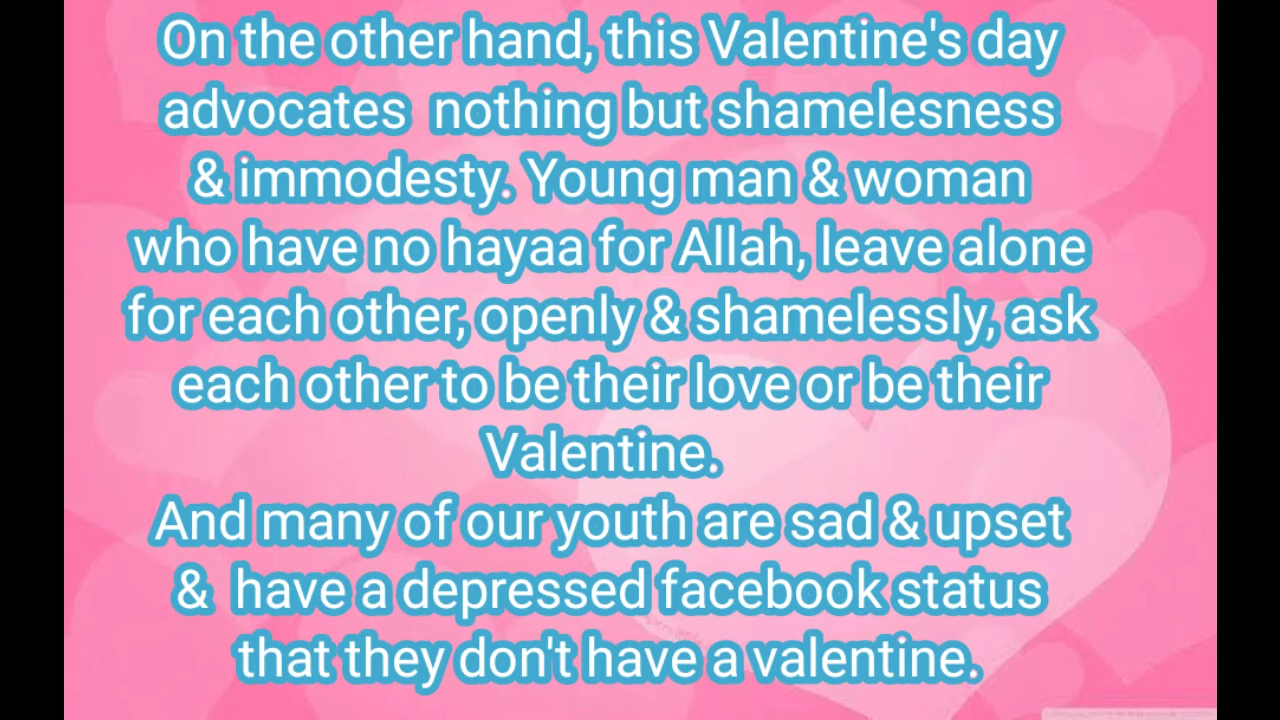 On the other hand, this Valentine's day
advocates  nothing but shamelesness
& immodesty. Young man & woman
who have no hayaa for Allah, leave alone
for each other, openly & shamelessly, ask
each other to be their love or be their
Valentine.
And many of our youth are sad & upset
&  have a depressed facebook status
that they don't have a valentine.